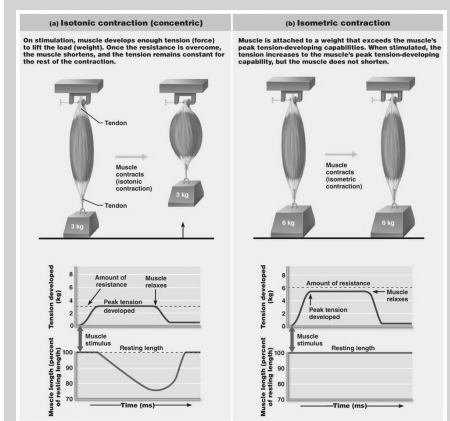 (a) Isotonic contraction (concentric)
On stimulation, muscle develops enough tension (force)
to lift the load (weight). Once the resistance is overcome,
the muscle shortens, and the tension remains constant for
the rest of the contraction.
Tendon
Muscle
contracts
(isotonic
contraction)
3 kg
Tendon
3 kg
Tension developed
(kg)
8
6
4
2
0
Amount of
resistance
Muscle
relaxes
Peak tension
developed
Muscle
stimulus
Resting length
Muscle length (percent
of resting length)
100
90
80
70
Time (ms)
(b) Isometric contraction
Muscle is attached to a weight that exceeds the muscle's
peak tension-developing capabilities. When stimulated, the
tension increases to the muscle's peak tension-developing
capability, but the muscle does not shorten.
Muscle
contracts
(isometric
contraction)
6 kg
6 kg
Tension developed
(kg)
8
6
4
2
0
Amount of resistance
Muscle
relaxes
Peak tension
developed
Muscle
stimulus
Resting length
Muscle length (percent
of resting length)
100
90
80
70
Time (ms)